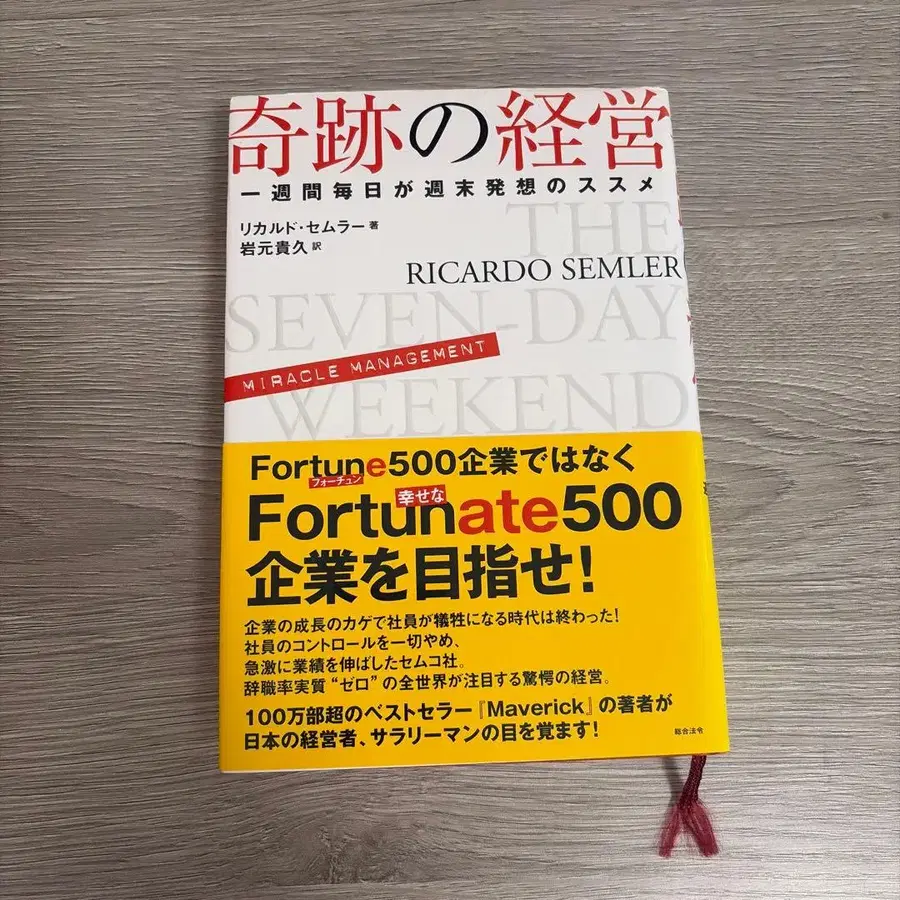 奇跡の経営
一週間毎日が週末発想のススメ
リカルド・セムラー 著
岩元貴久 訳
THE
RICARDO SEMLER
SEVEN-DAY
MIRACLE MANAGEMENT
WEEKEND
Fortune500企業ではなく
フォーチュン
幸せな
Fortunate500
企業を目指せ！
企業の成長のカゲで社員が犠牲になる時代は終わった！
社員のコントロールを一切やめ、
急激に業績を伸ばしたセムコ社。
辞職率実質“ゼロ”の全世界が注目する驚愕の経営。
100万部超のベストセラー『Maverick』の著者が
日本の経営者、サラリーマンの目を覚ます！
総合法令